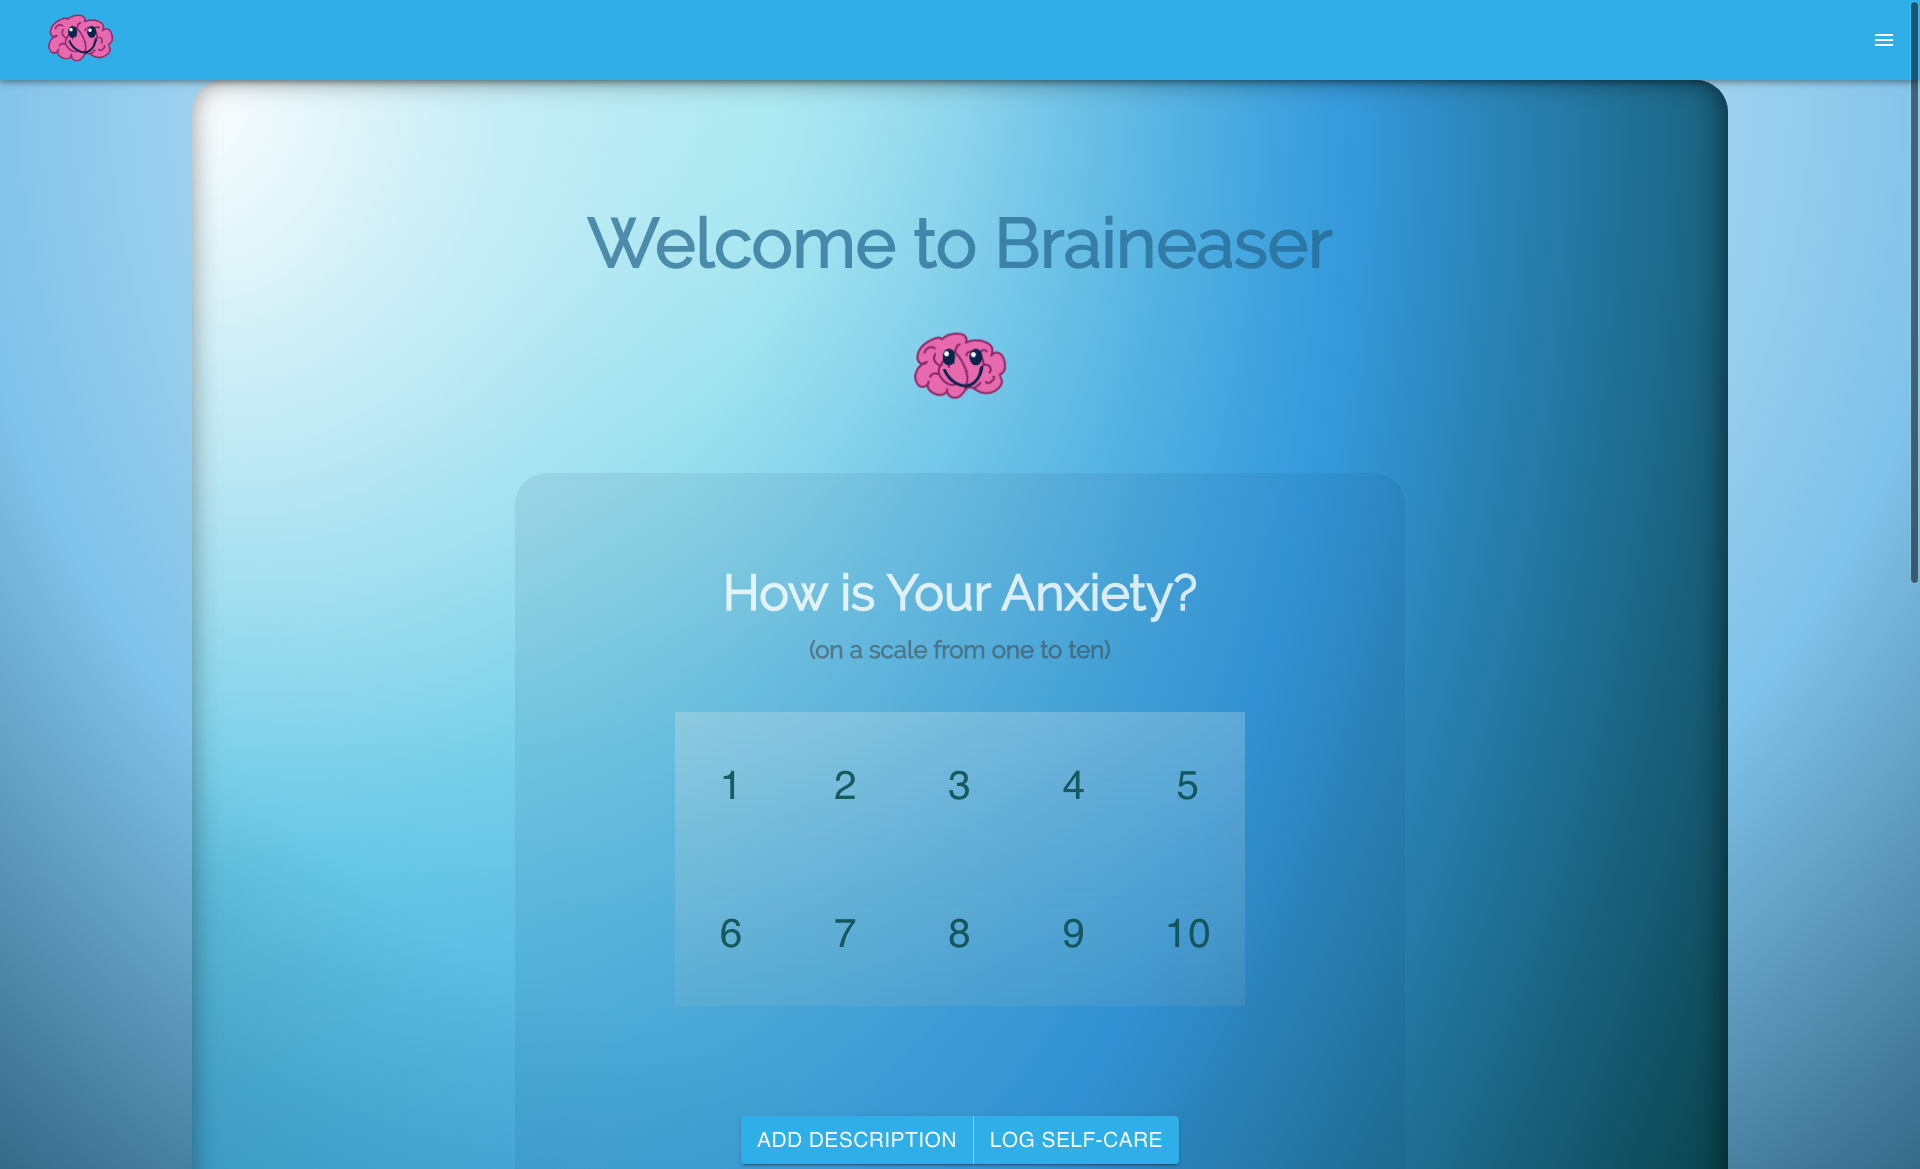 Welcome to Braineaser
How is Your Anxiety?
(on a scale from one to ten)
1 2 3 4 5
6 7 8 9 10
ADD DESCRIPTION LOG SELF-CARE